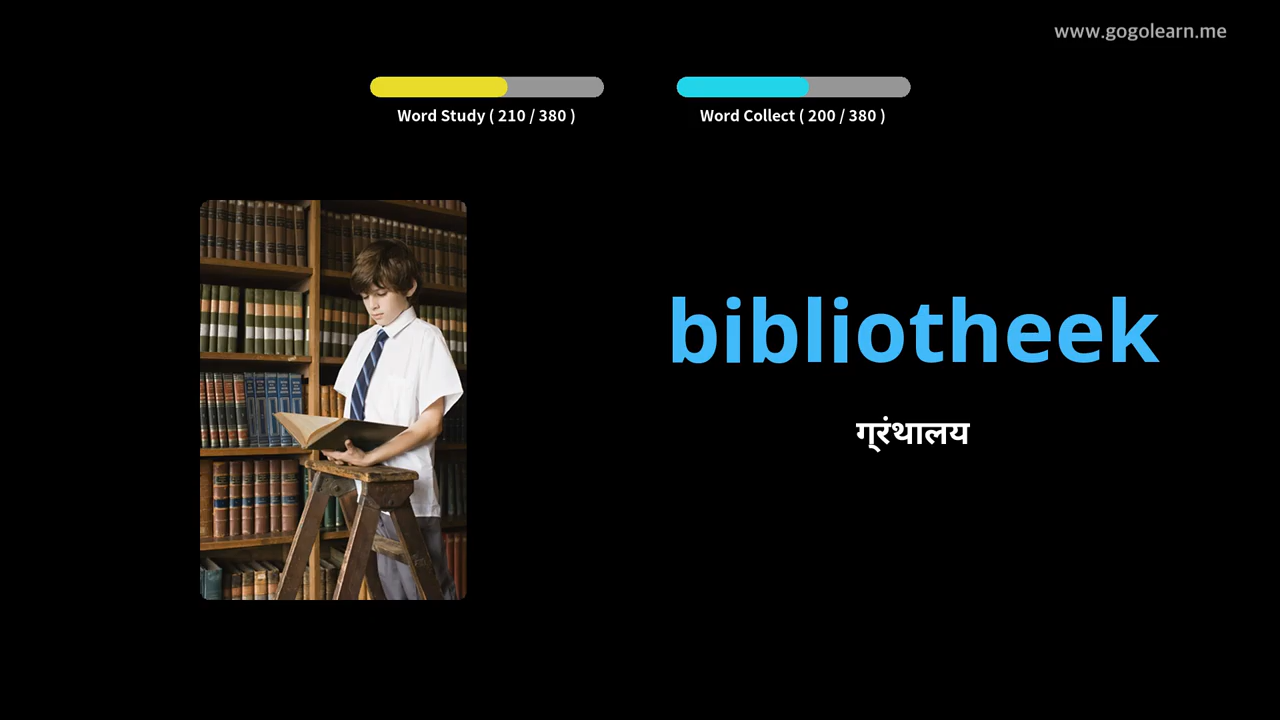 www.gogolearn.me
Word Study ( 210 / 380 )
Word Collect ( 200 / 380 )
bibliotheek
ग्रंथालय